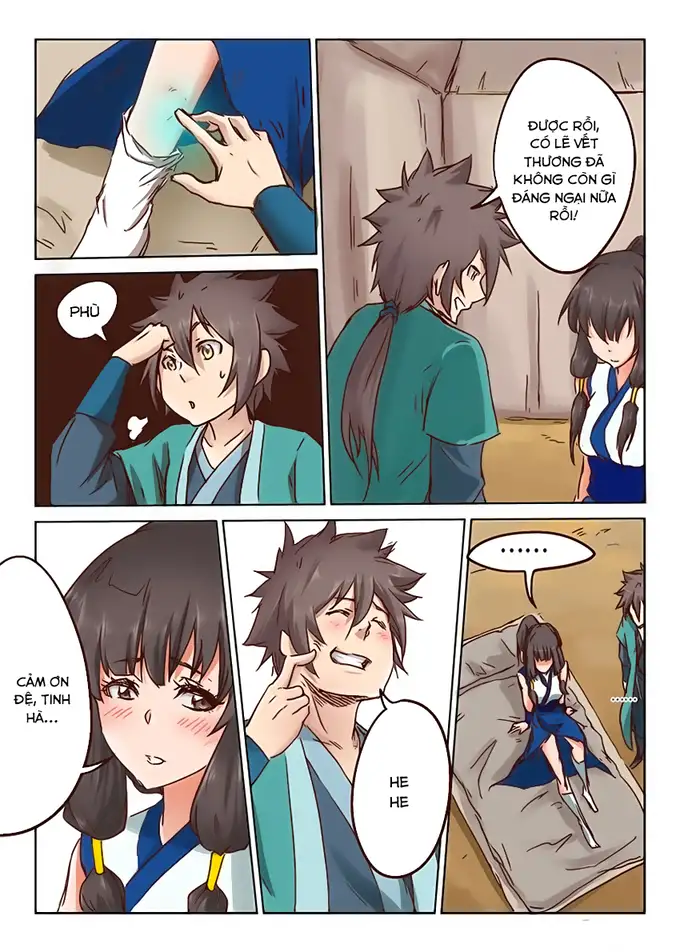 ĐƯỢC RỒI,
CÓ LẼ VẾT
THƯƠNG ĐÃ
KHÔNG CÒN GÌ
ĐÁNG NGẠI NỮA
RỒI!
PHÙ
CẢM ƠN
ĐỆ, TINH
HÀ...
HE
HE
......
......